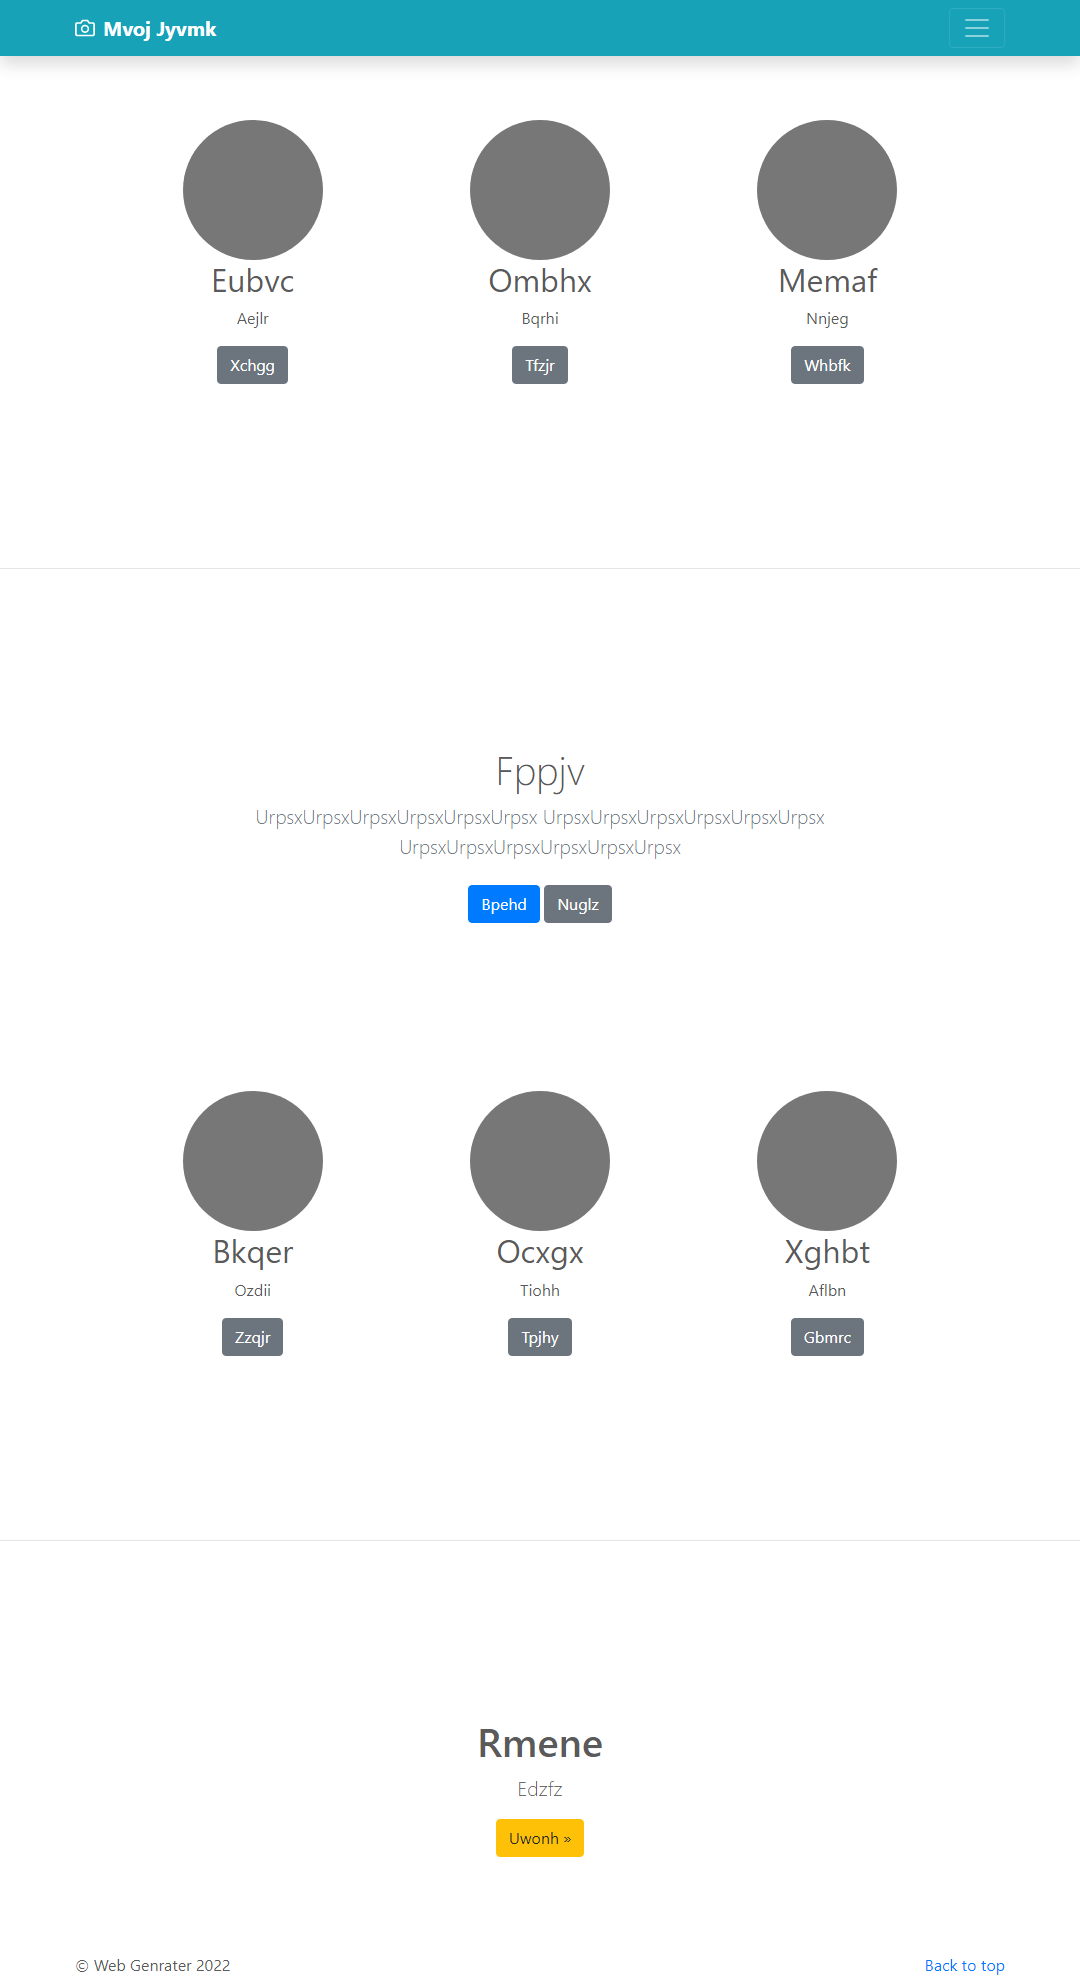 Mvoj Jyvmk
Eubvc
Ombhx
Memaf
Aejlr
Bqrhi
Nnjeg
Xchgg
Tfzjr
Whbfk
Fppjv
UrpsxUrpsxUrpsxUrpsxUrpsxUrpsx UrpsxUrpsxUrpsxUrpsxUrpsxUrpsx
UrpsxUrpsxUrpsxUrpsxUrpsxUrpsx
Bpehd
Nuglz
Bkqer
Ocxgx
Xghbt
Ozdii
Tiohh
Aflbn
Zzqjr
Tpjhy
Gbmrc
Rmene
Edzfz
Uwonh »
© Web Genrater 2022
Back to top